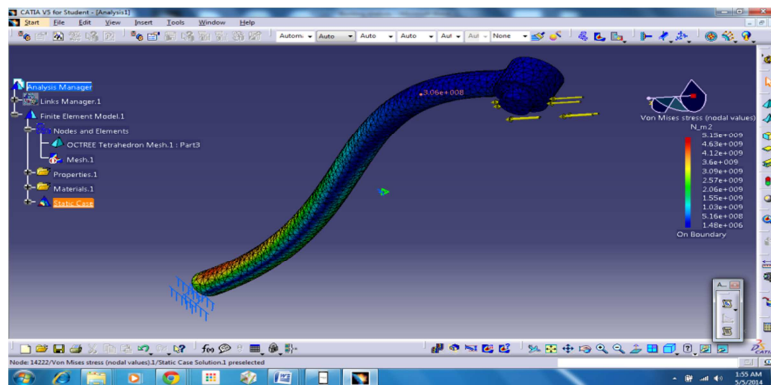 CATIA V5 for Student - [Analysis1]
Start File Edit View Insert Tools Window Help
Autom Auto Auto Auto Aut Aut None
Analysis Manager
Links Manager.1
Finite Element Model.1
Nodes and Elements
OCTREE Tetrahedron Mesh.1 : Part3
Mesh.1
Properties.1
Materials.1
Static Case
3.06e+008
Von Mises stress (nodal values)
N_m2
5.15e+009
4.63e+009
4.12e+009
3.6e+009
3.09e+009
2.57e+009
2.06e+009
1.55e+009
1.03e+009
5.16e+008
1.48e+006
On Boundary
A...
f(x)
Node:14222/Von Mises stress (nodal values).1/Static Case Solution.1 preselected
1:55 AM
5/5/2014